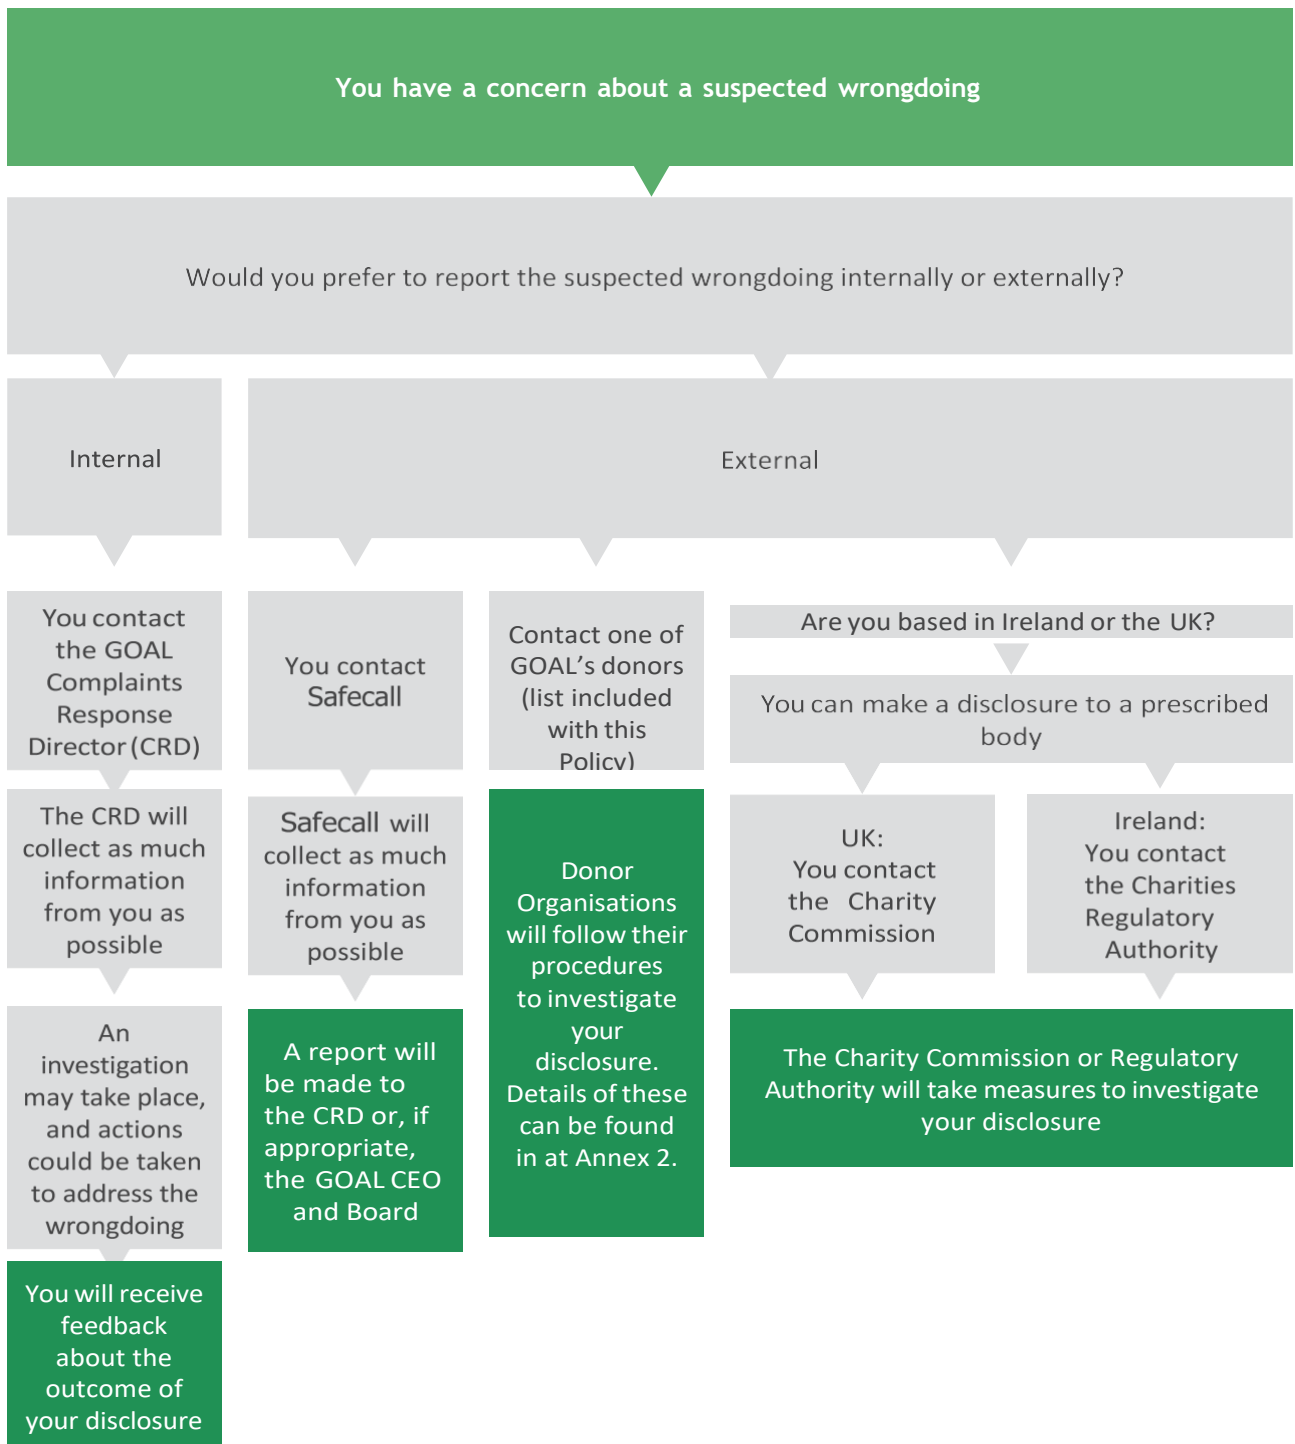 You have a concern about a suspected wrongdoing
Would you prefer to report the suspected wrongdoing internally or externally?
Internal
External
You contact
the GOAL
Complaints
Response
Director (CRD)
The CRD will
collect as much
information
from you as
possible
An
investigation
may take place,
and actions
could be taken
to address the
wrongdoing
You will receive
feedback
about the
outcome of
your disclosure
You contact
Safecall
Safecall will
collect as much
information
from you as
possible
A report will
be made to
the CRD or, if
appropriate,
the GOAL CEO
and Board
Contact one of
GOAL’s donors
(list included
with this
Policy)
Donor
Organisations
will follow their
procedures
to investigate
your
disclosure.
Details of these
can be found
in at Annex 2.
Are you based in Ireland or the UK?
You can make a disclosure to a prescribed
body
UK:
You contact
the Charity
Commission
Ireland:
You contact
the Charities
Regulatory
Authority
The Charity Commission or Regulatory
Authority will take measures to investigate
your disclosure